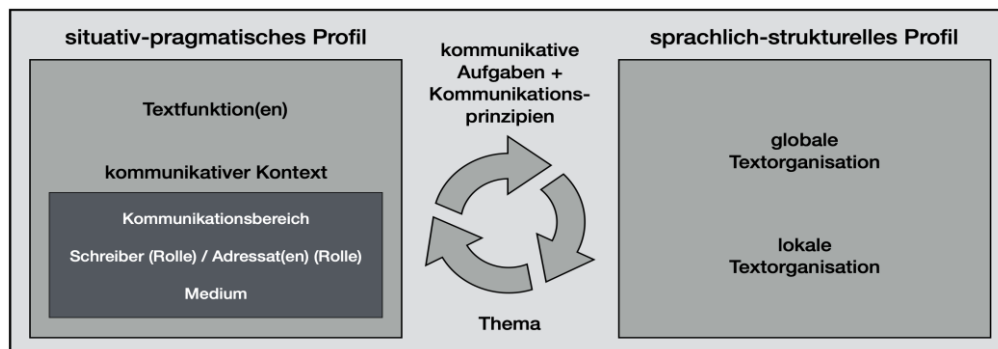 situativ-pragmatisches Profil
Textfunktion(en)
kommunikativer Kontext
Kommunikationsbereich
Schreiber (Rolle) / Adressat(en) (Rolle)
Medium
kommunikative
Aufgaben +
Kommunikations-
prinzipien
Thema
sprachlich-strukturelles Profil
globale
Textorganisation
lokale
Textorganisation